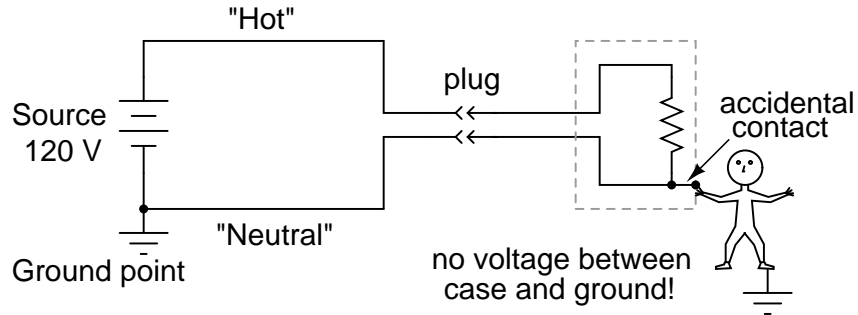 "Hot"
plug
Source
120 V
accidental
contact
"Neutral"
Ground point
no voltage between
case and ground!